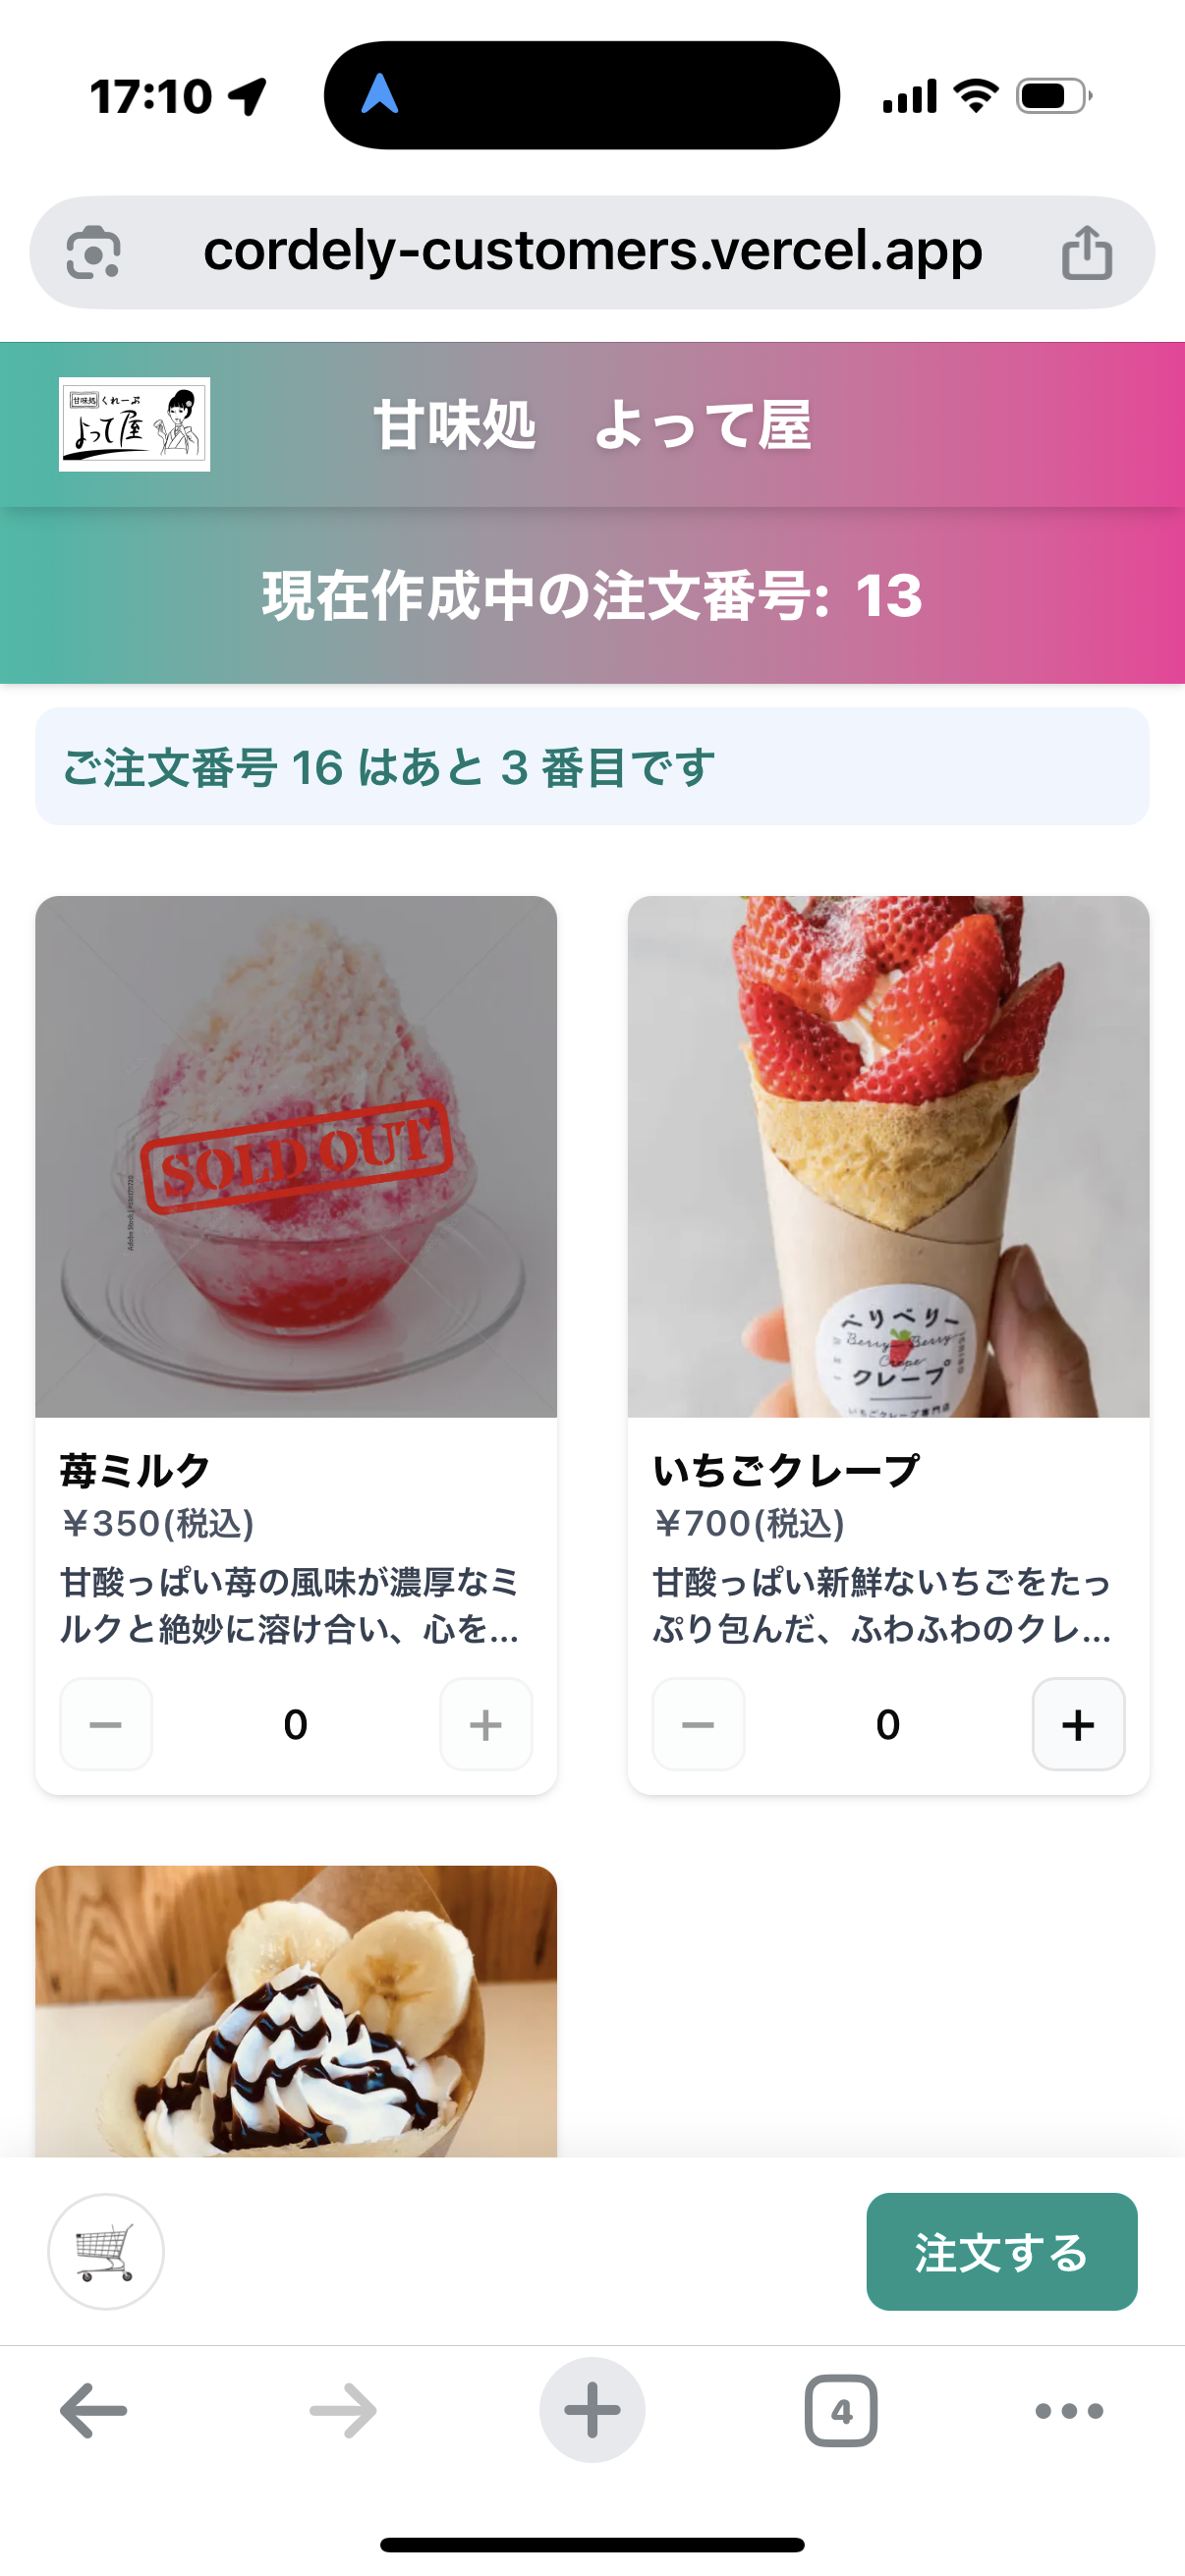 17:10
cordely-customers.vercel.app
甘味処 くれーぷ
よって屋
甘味処　よって屋
現在作成中の注文番号: 13
ご注文番号 16 はあと 3 番目です
SOLD OUT
ベリベリー
Berry Berry
Crepe
クレープ
いちごクレープ専門店
苺ミルク
￥350(税込)
甘酸っぱい苺の風味が濃厚なミ
ルクと絶妙に溶け合い、心を...
0
いちごクレープ
￥700(税込)
甘酸っぱい新鮮ないちごをたっ
ぷり包んだ、ふわふわのクレ...
0
注文する
4